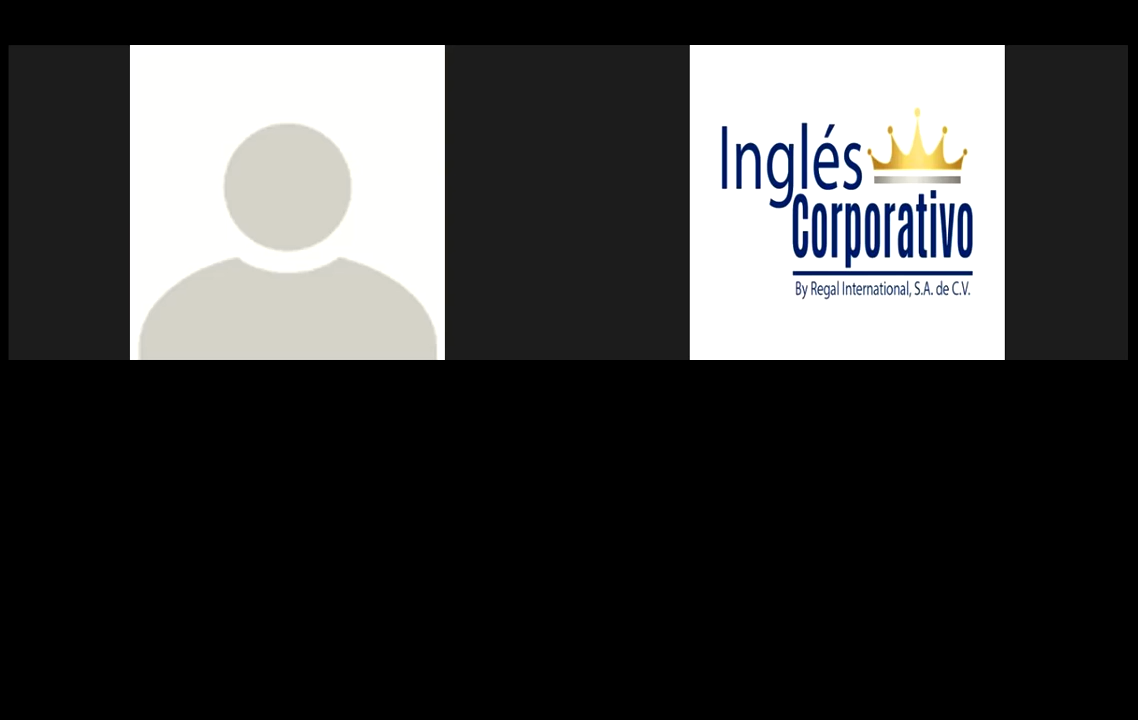 Inglés
Corporativo
By Regal International, S.A. de C.V.